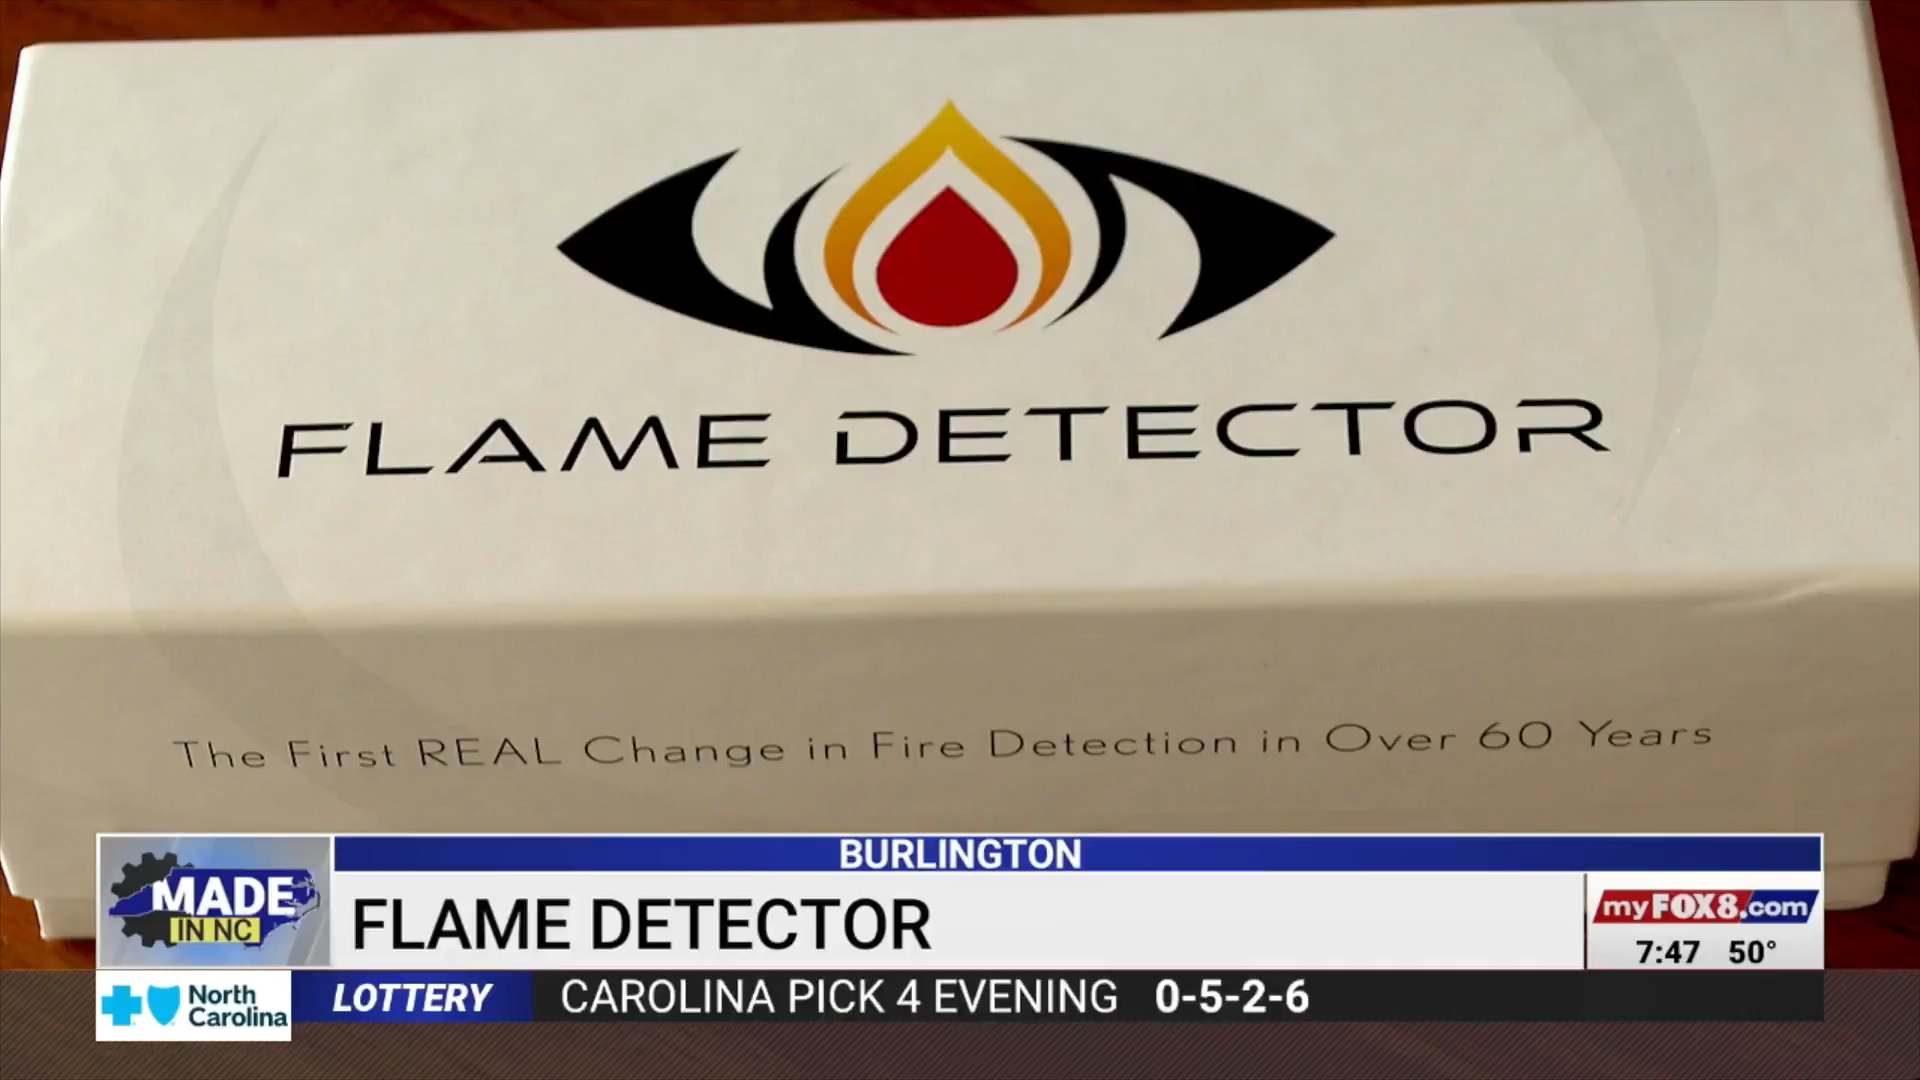 FLAME DETECTOR
The First REAL Change in Fire Detection in Over 60 Years
BURLINGTON
MADE
IN NC
FLAME DETECTOR
myFOX8.com
7:47 50°
North
Carolina
LOTTERY CAROLINA PICK 4 EVENING 0-5-2-6